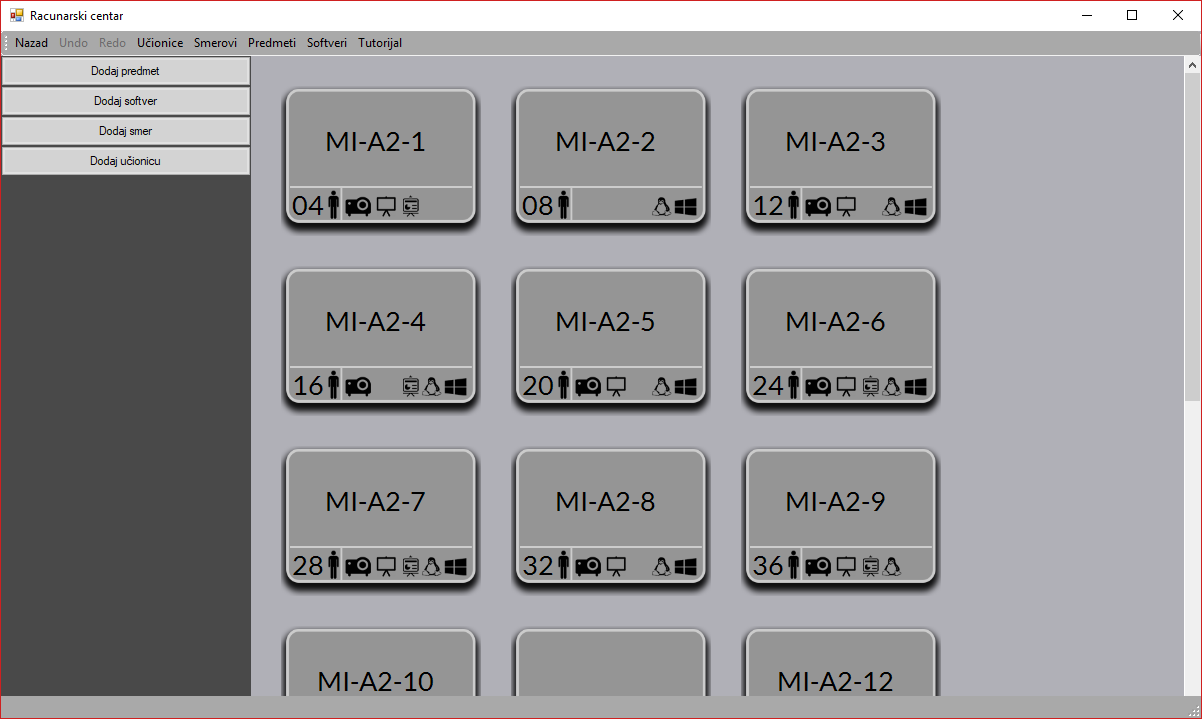 Racunarski centar
Nazad Undo Redo Učionice Smerovi Predmeti Softveri Tutorijal
Dodaj predmet
Dodaj softver
Dodaj smer
Dodaj učionicu
MI-A2-1 MI-A2-2 MI-A2-3
04 08 12
MI-A2-4 MI-A2-5 MI-A2-6
16 20 24
MI-A2-7 MI-A2-8 MI-A2-9
28 32 36
MI-A2-10 MI-A2-12